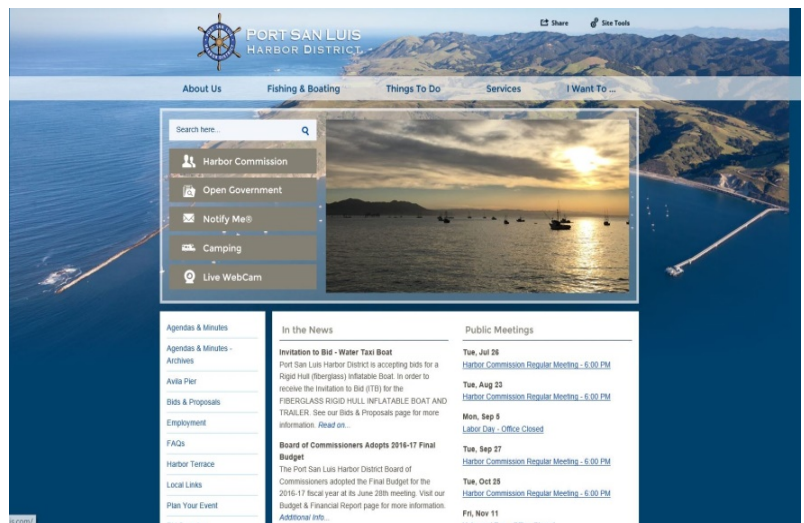 PORT SAN LUIS
HARBOR DISTRICT
Share
Site Tools
About Us
Fishing & Boating
Things To Do
Services
I Want To ...
Search here...
Harbor Commission
Open Government
Notify Me®
Camping
Live WebCam
Agendas & Minutes
Agendas & Minutes -
Archives
Avila Pier
Bids & Proposals
Employment
FAQs
Harbor Terrace
Local Links
Plan Your Event
In the News
Invitation to Bid - Water Taxi Boat
Port San Luis Harbor District is accepting bids for a
Rigid Hull (fiberglass) Inflatable Boat. In order to
receive the Invitation to Bid (ITB) for the
FIBERGLASS RIGID HULL INFLATABLE BOAT AND
TRAILER. See our Bids & Proposals page for more
information. Read on...
Board of Commissioners Adopts 2016-17 Final
Budget
The Port San Luis Harbor District Board of
Commissioners adopted the Final Budget for the
2016-17 fiscal year at its June 28th meeting. Visit our
Budget & Financial Report page for more information.
Additional info...
Public Meetings
Tue, Jul 26
Harbor Commission Regular Meeting - 6:00 PM
Tue, Aug 23
Harbor Commission Regular Meeting - 6:00 PM
Mon, Sep 5
Labor Day - Office Closed
Tue, Sep 27
Harbor Commission Regular Meeting - 6:00 PM
Tue, Oct 25
Harbor Commission Regular Meeting - 6:00 PM
Fri, Nov 11